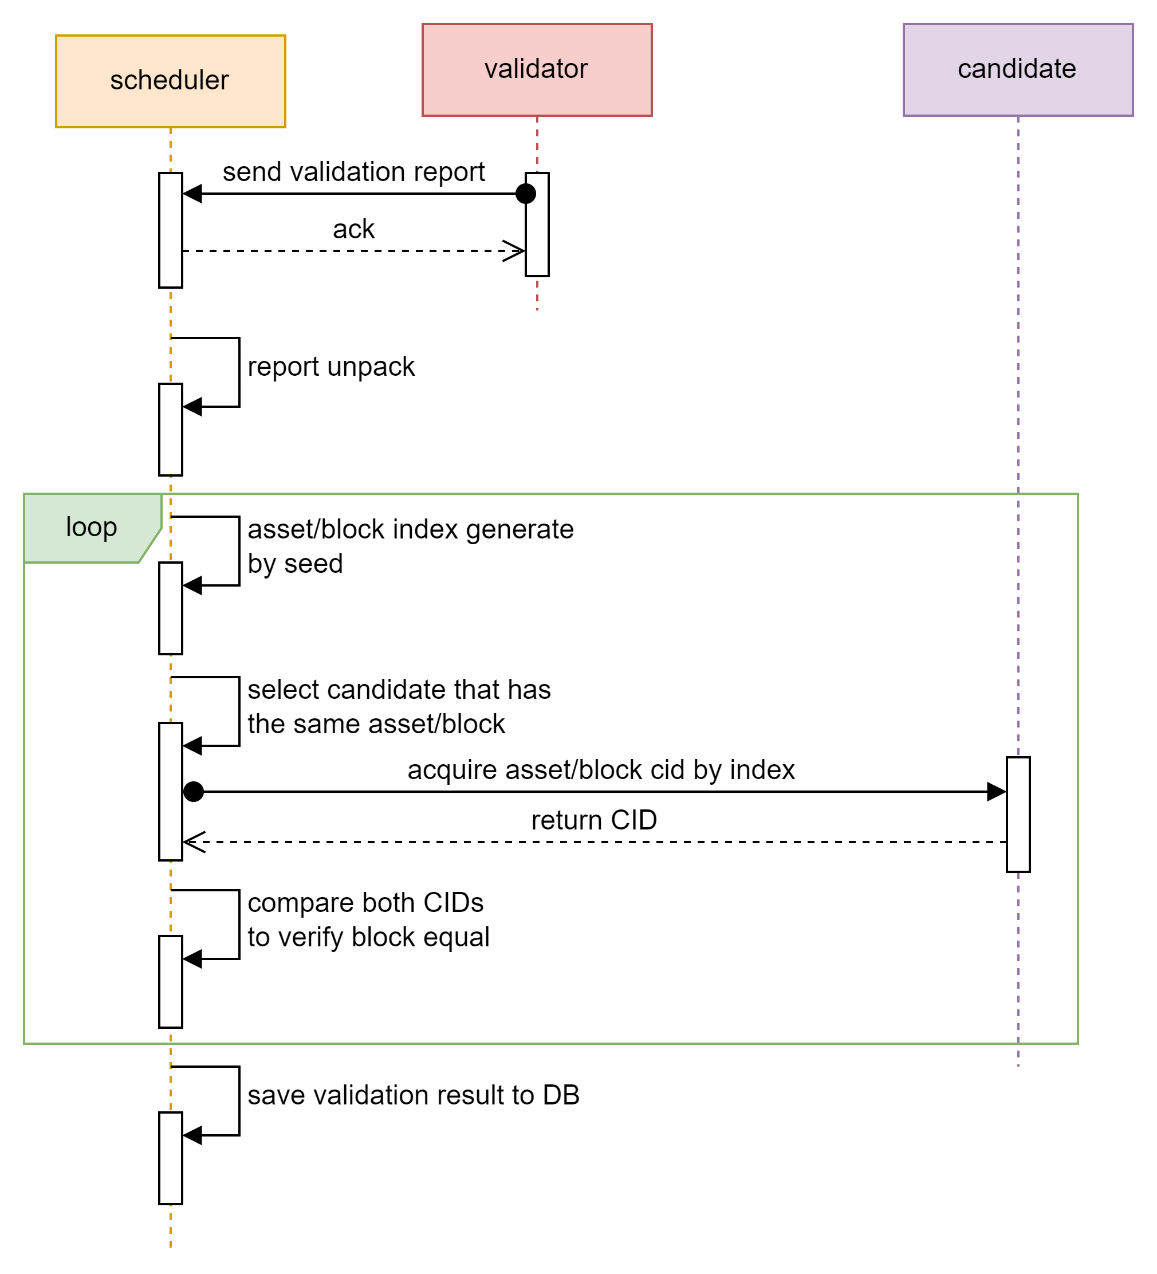 scheduler
validator
candidate
send validation report
ack
report unpack
loop
asset/block index generate
by seed
select candidate that has
the same asset/block
acquire asset/block cid by index
return CID
compare both CIDs
to verify block equal
save validation result to DB